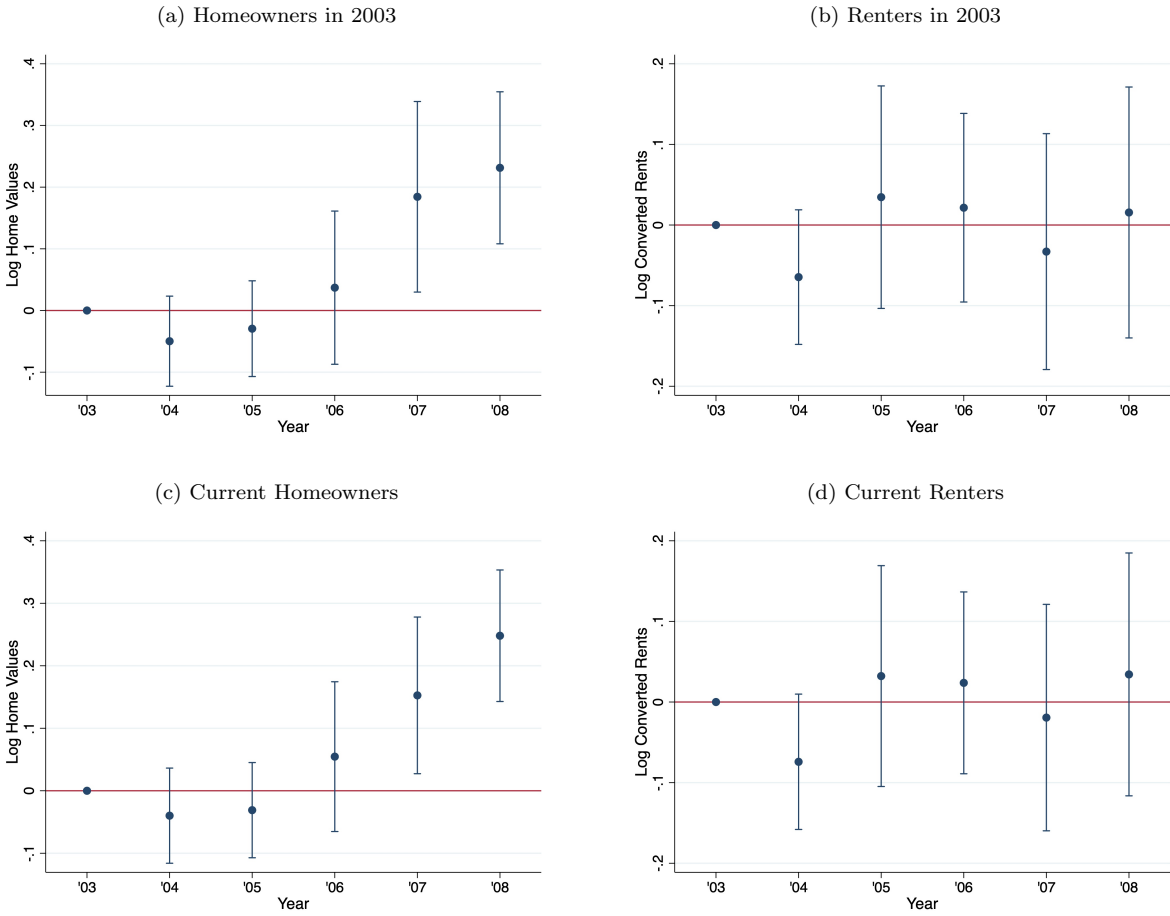 (a) Homeowners in 2003
.4
.3
.2
.1
0
-.1
Log Home Values
'03 '04 '05 '06 '07 '08
Year
(b) Renters in 2003
.2
.1
0
-.1
-.2
Log Converted Rents
'03 '04 '05 '06 '07 '08
Year
(c) Current Homeowners
.4
.3
.2
.1
0
-.1
Log Home Values
'03 '04 '05 '06 '07 '08
Year
(d) Current Renters
.2
.1
0
-.1
-.2
Log Converted Rents
'03 '04 '05 '06 '07 '08
Year